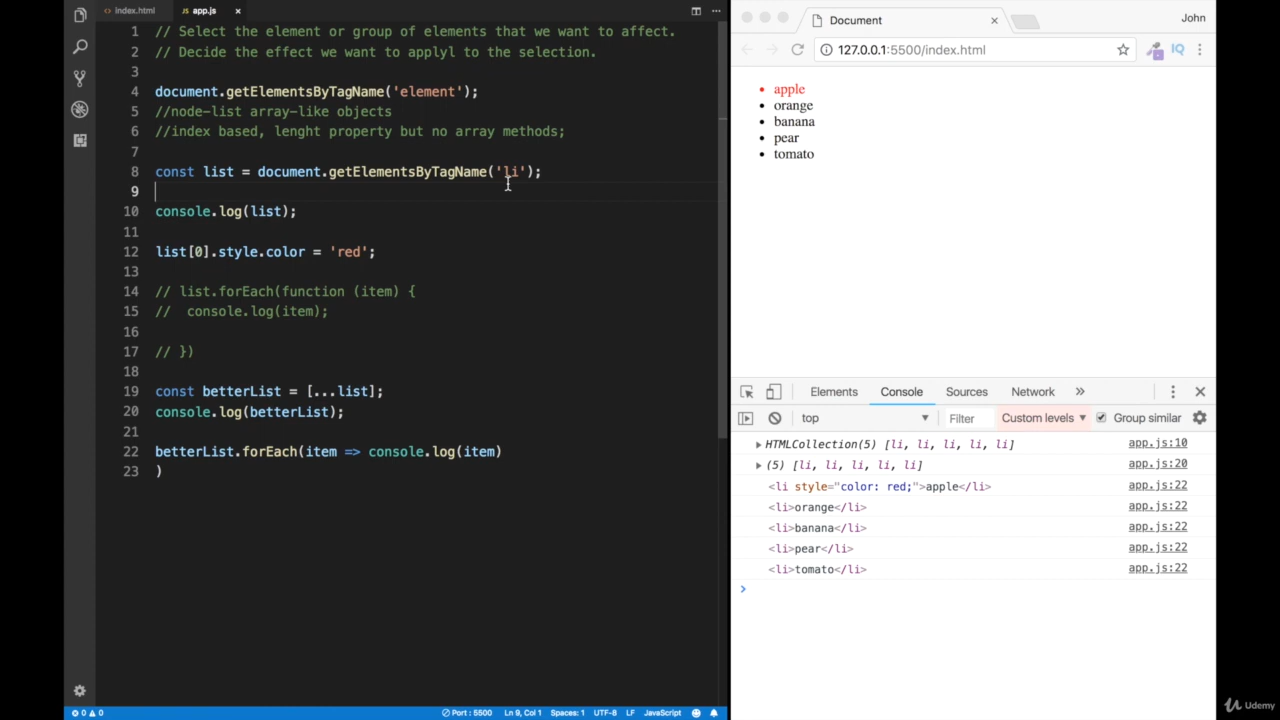 index.html
app.js
1 // Select the element or group of elements that we want to affect.
2 // Decide the effect we want to applyl to the selection.
3
4 document.getElementsByTagName('element');
5 //node-list array-like objects
6 //index based, lenght property but no array methods;
7
8 const list = document.getElementsByTagName('li');
9
10 console.log(list);
11
12 list[0].style.color = 'red';
13
14 // list.forEach(function (item) {
15 //  console.log(item);
16
17 // })
18
19 const betterList = [...list];
20 console.log(betterList);
21
22 betterList.forEach(item => console.log(item)
23 )
0 0
Port : 5500 Ln 9, Col 1 Spaces: 1 UTF-8 LF JavaScript
Document
John
127.0.0.1:5500/index.html
IQ
apple
orange
banana
pear
tomato
Elements Console Sources Network »
top Filter Custom levels Group similar
HTMLCollection(5) [li, li, li, li, li] app.js:10
(5) [li, li, li, li, li] app.js:20
<li style="color: red;">apple</li> app.js:22
<li>orange</li> app.js:22
<li>banana</li> app.js:22
<li>pear</li> app.js:22
<li>tomato</li> app.js:22
Udemy